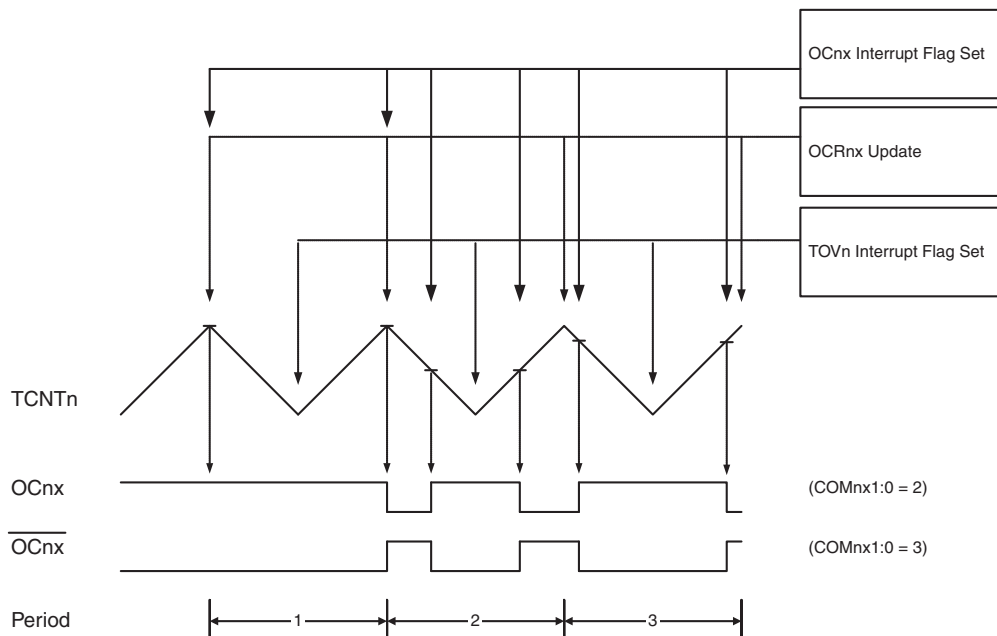 OCnx Interrupt Flag Set
OCRnx Update
TOVn Interrupt Flag Set
TCNTn
OCnx
(COMnx1:0 = 2)
OCnx
(COMnx1:0 = 3)
Period
1
2
3